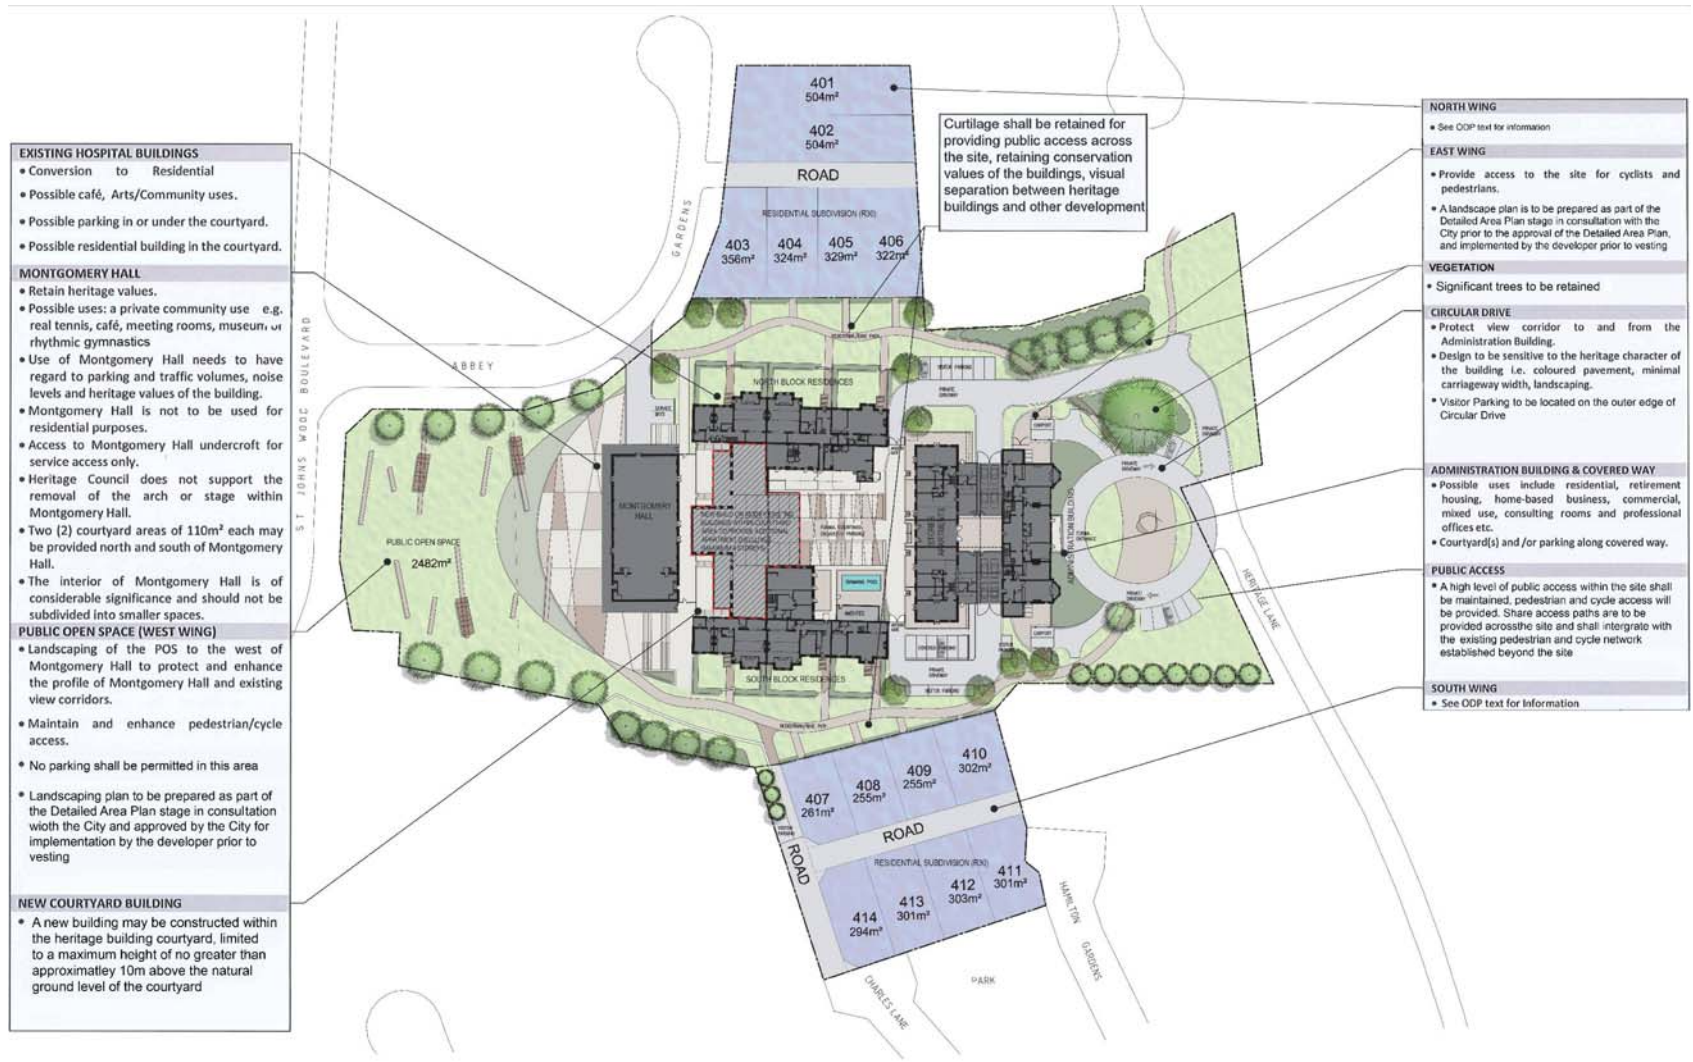 EXISTING HOSPITAL BUILDINGS
• Conversion to Residential
• Possible café, Arts/Community uses.
• Possible parking in or under the courtyard.
• Possible residential building in the courtyard.
MONTGOMERY HALL
• Retain heritage values.
• Possible uses: a private community use e.g.
real tennis, café, meeting rooms, museum or
rhythmic gymnastics
• Use of Montgomery Hall needs to have
regard to parking and traffic volumes, noise
levels and heritage values of the building.
• Montgomery Hall is not to be used for
residential purposes.
• Access to Montgomery Hall undercroft for
service access only.
• Heritage Council does not support the
removal of the arch or stage within
Montgomery Hall.
• Two (2) courtyard areas of 110m² each may
be provided north and south of Montgomery
Hall.
• The interior of Montgomery Hall is of
considerable significance and should not be
subdivided into smaller spaces.
PUBLIC OPEN SPACE (WEST WING)
• Landscaping of the POS to the west of
Montgomery Hall to protect and enhance
the profile of Montgomery Hall and existing
view corridors.
• Maintain and enhance pedestrian/cycle
access.
• No parking shall be permitted in this area
• Landscaping plan to be prepared as part of
the Detailed Area Plan stage in consultation
wioth the City and approved by the City for
implementation by the developer prior to
vesting
NEW COURTYARD BUILDING
• A new building may be constructed within
the heritage building courtyard, limited
to a maximum height of no greater than
approximatley 10m above the natural
ground level of the courtyard
ST JOHNS WOOD BOULEVARD
ABBEY
GARDENS
401
504m²
402
504m²
ROAD
RESIDENTIAL SUBDIVISION (R30)
403
356m²
404
324m²
405
329m²
406
322m²
Curtilage shall be retained for
providing public access across
the site, retaining conservation
values of the buildings, visual
separation between heritage
buildings and other development
NORTH BLOCK RESIDENCES
MONTGOMERY
HALL
PUBLIC OPEN SPACE
2482m²
ADMINISTRATION BUILDING
SOUTH BLOCK RESIDENCES
VISITOR PARKING
PRIVATE
DRIVEWAY
CARPORT
HERITAGE LANE
407
261m²
408
255m²
409
255m²
410
302m²
ROAD
ROAD
RESIDENTIAL SUBDIVISION (R30)
411
301m²
412
303m²
413
301m²
414
294m²
HAMILTON GARDENS
PARK
CHARLES LANE
NORTH WING
• See ODP text for information
EAST WING
• Provide access to the site for cyclists and
pedestrians.
• A landscape plan is to be prepared as part of the
Detailed Area Plan stage in consultation with the
City prior to the approval of the Detailed Area Plan,
and implemented by the developer prior to vesting
VEGETATION
• Significant trees to be retained
CIRCULAR DRIVE
• Protect view corridor to and from the
Administration Building.
• Design to be sensitive to the heritage character of
the building i.e. coloured pavement, minimal
carriageway width, landscaping.
• Visitor Parking to be located on the outer edge of
Circular Drive
ADMINISTRATION BUILDING & COVERED WAY
• Possible uses include residential, retirement
housing, home-based business, commercial,
mixed use, consulting rooms and professional
offices etc.
• Courtyard(s) and /or parking along covered way.
PUBLIC ACCESS
• A high level of public access within the site shall
be maintained, pedestrian and cycle access will
be provided. Share access paths are to be
provided acrossthe site and shall intergrate with
the existing pedestrian and cycle network
established beyond the site
SOUTH WING
• See ODP text for Information